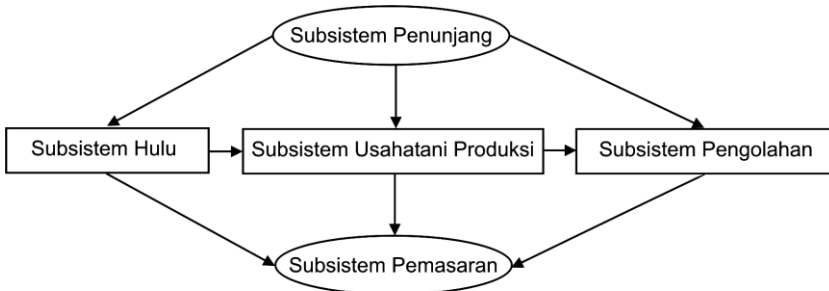 Subsistem Penunjang
Subsistem Hulu
Subsistem Usahatani Produksi
Subsistem Pengolahan
Subsistem Pemasaran